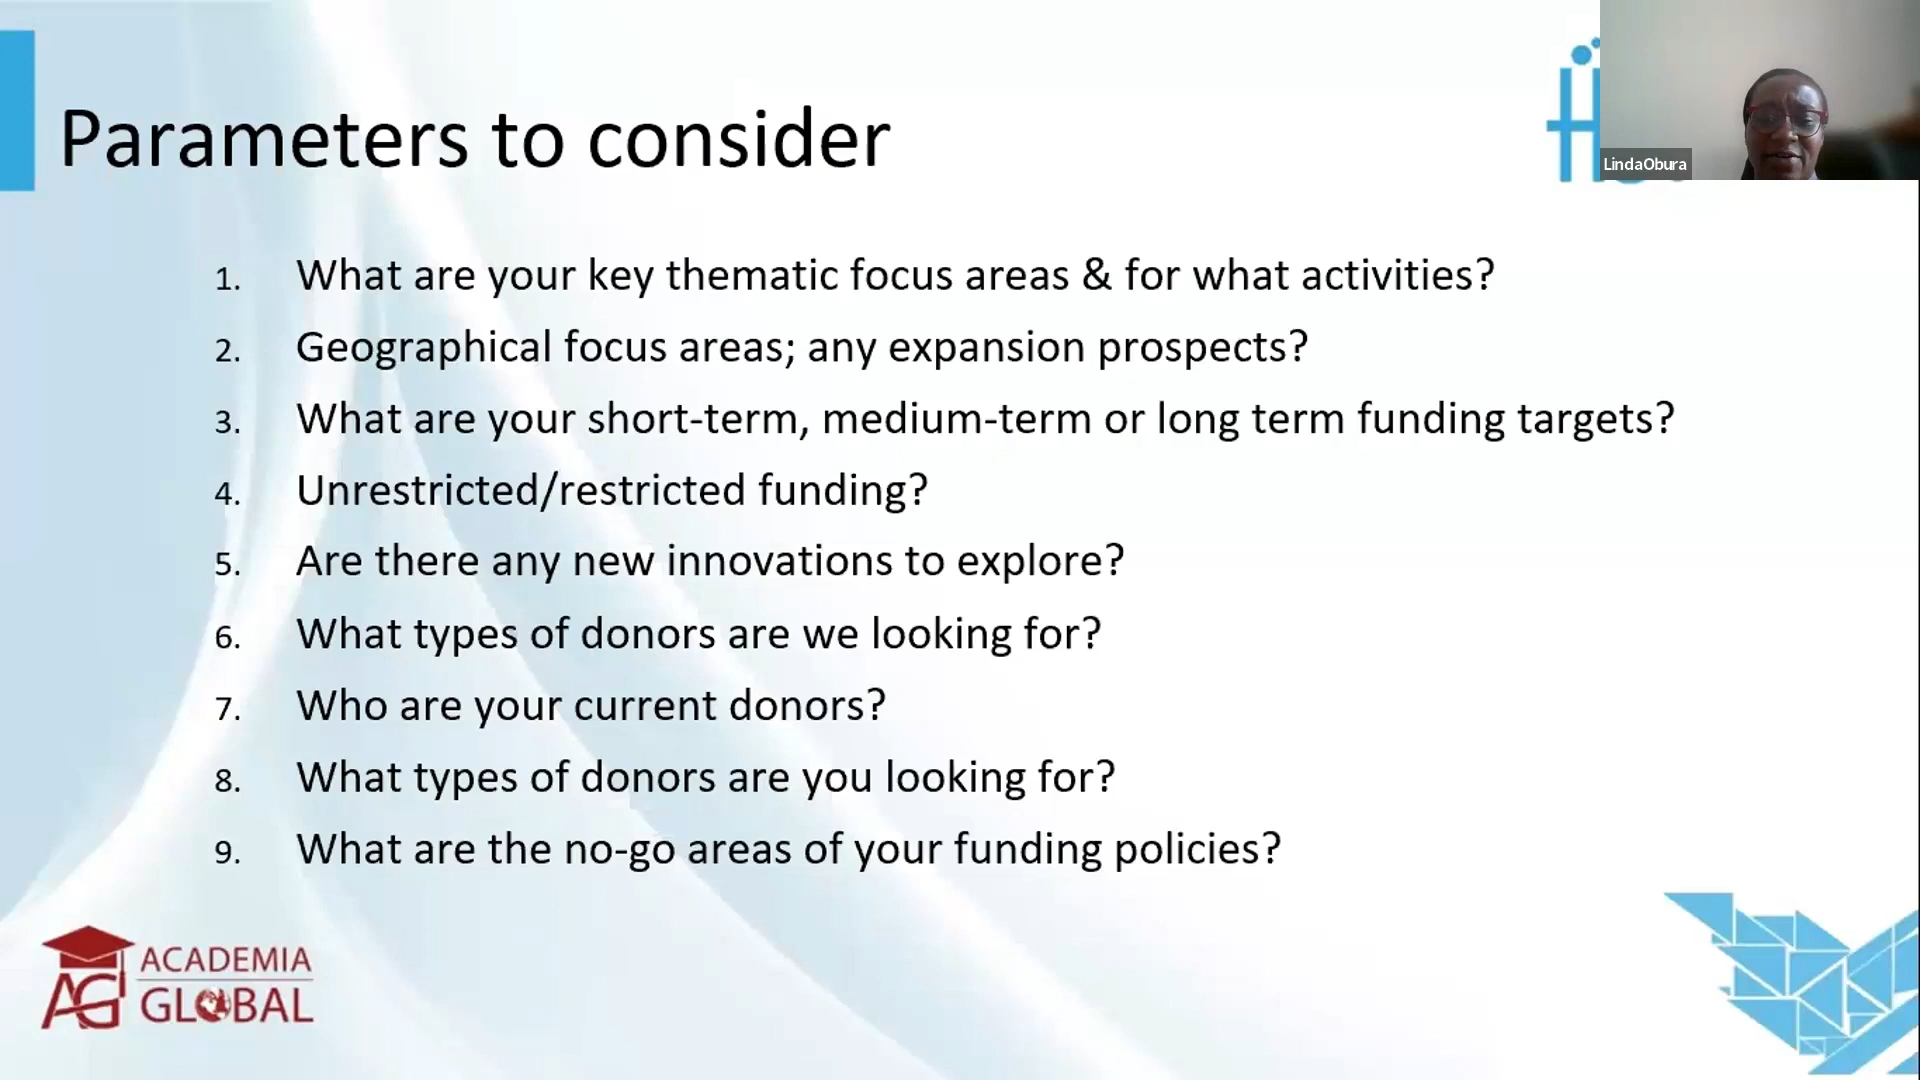 Parameters to consider
LindaObura
1. What are your key thematic focus areas & for what activities?
2. Geographical focus areas; any expansion prospects?
3. What are your short-term, medium-term or long term funding targets?
4. Unrestricted/restricted funding?
5. Are there any new innovations to explore?
6. What types of donors are we looking for?
7. Who are your current donors?
8. What types of donors are you looking for?
9. What are the no-go areas of your funding policies?
AG
ACADEMIA
GLOBAL